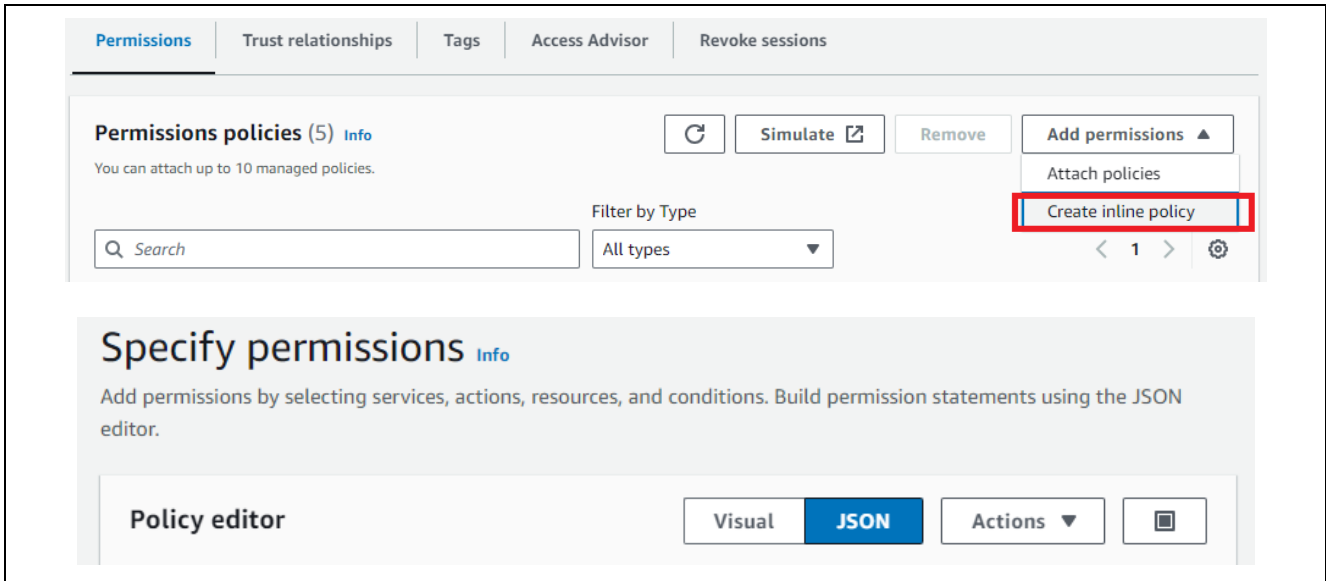 Permissions
Trust relationships
Tags
Access Advisor
Revoke sessions
Permissions policies (5) Info
Simulate
Remove
Add permissions
You can attach up to 10 managed policies.
Attach policies
Filter by Type
Create inline policy
Search
All types
1
Specify permissions Info
Add permissions by selecting services, actions, resources, and conditions. Build permission statements using the JSON
editor.
Policy editor
Visual
JSON
Actions